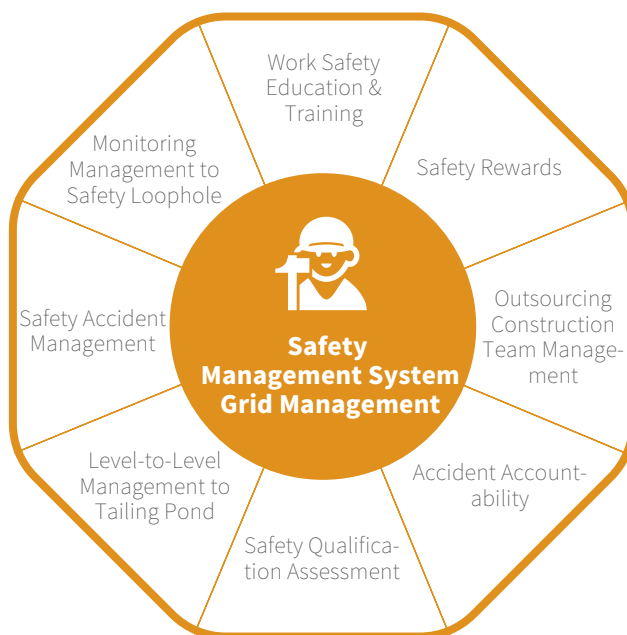 Work Safety
Education &
Training
Safety Rewards
Outsourcing
Construction
Team Manage-
ment
Accident Account-
ability
Safety Qualifica-
tion Assessment
Level-to-Level
Management to
Tailing Pond
Safety Accident
Management
Monitoring
Management to
Safety Loophole
Safety
Management System
Grid Management